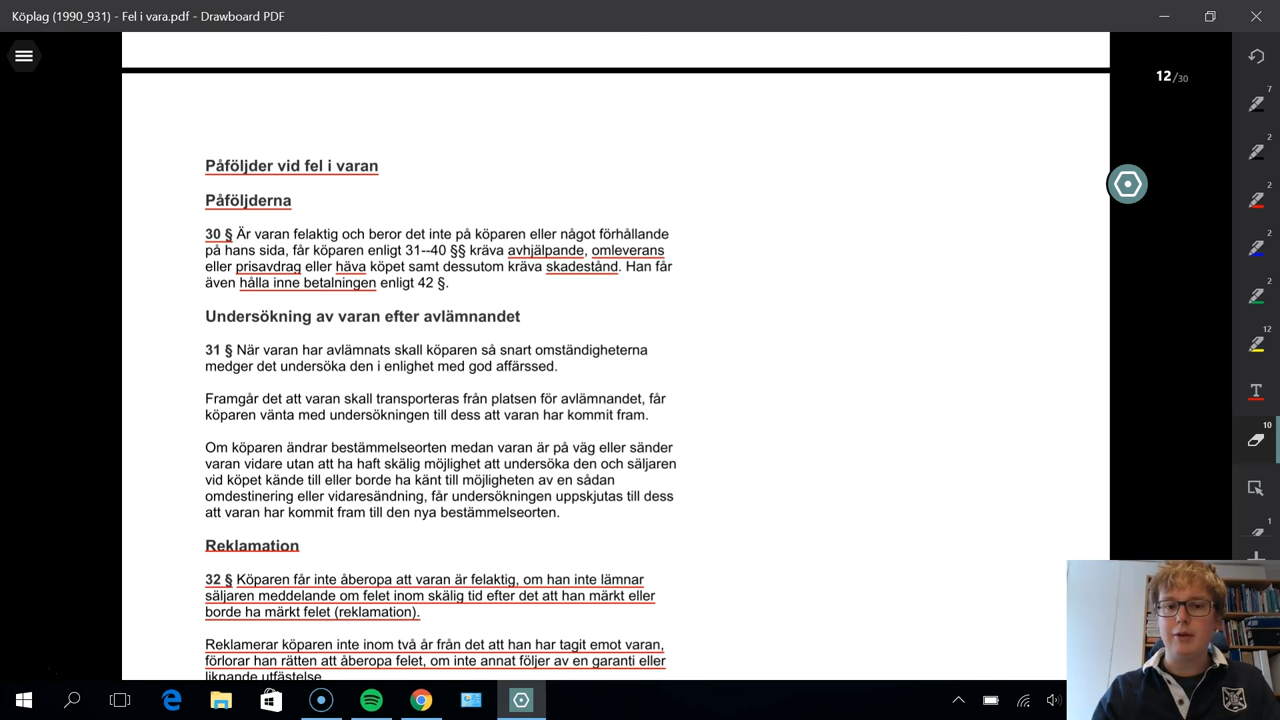 Köplag (1990_931) - Fel i vara.pdf - Drawboard PDF
12/30
Påföljder vid fel i varan
Påföljderna
30 § Är varan felaktig och beror det inte på köparen eller något förhållande
på hans sida, får köparen enligt 31--40 §§ kräva avhjälpande, omleverans
eller prisavdrag eller häva köpet samt dessutom kräva skadestånd. Han får
även hålla inne betalningen enligt 42 §.
Undersökning av varan efter avlämnandet
31 § När varan har avlämnats skall köparen så snart omständigheterna
medger det undersöka den i enlighet med god affärssed.
Framgår det att varan skall transporteras från platsen för avlämnandet, får
köparen vänta med undersökningen till dess att varan har kommit fram.
Om köparen ändrar bestämmelseorten medan varan är på väg eller sänder
varan vidare utan att ha haft skälig möjlighet att undersöka den och säljaren
vid köpet kände till eller borde ha känt till möjligheten av en sådan
omdestinering eller vidaresändning, får undersökningen uppskjutas till dess
att varan har kommit fram till den nya bestämmelseorten.
Reklamation
32 § Köparen får inte åberopa att varan är felaktig, om han inte lämnar
säljaren meddelande om felet inom skälig tid efter det att han märkt eller
borde ha märkt felet (reklamation).
Reklamerar köparen inte inom två år från det att han har tagit emot varan,
förlorar han rätten att åberopa felet, om inte annat följer av en garanti eller
liknande utfästelse.
7
2
2
2
2
12
T
10
1